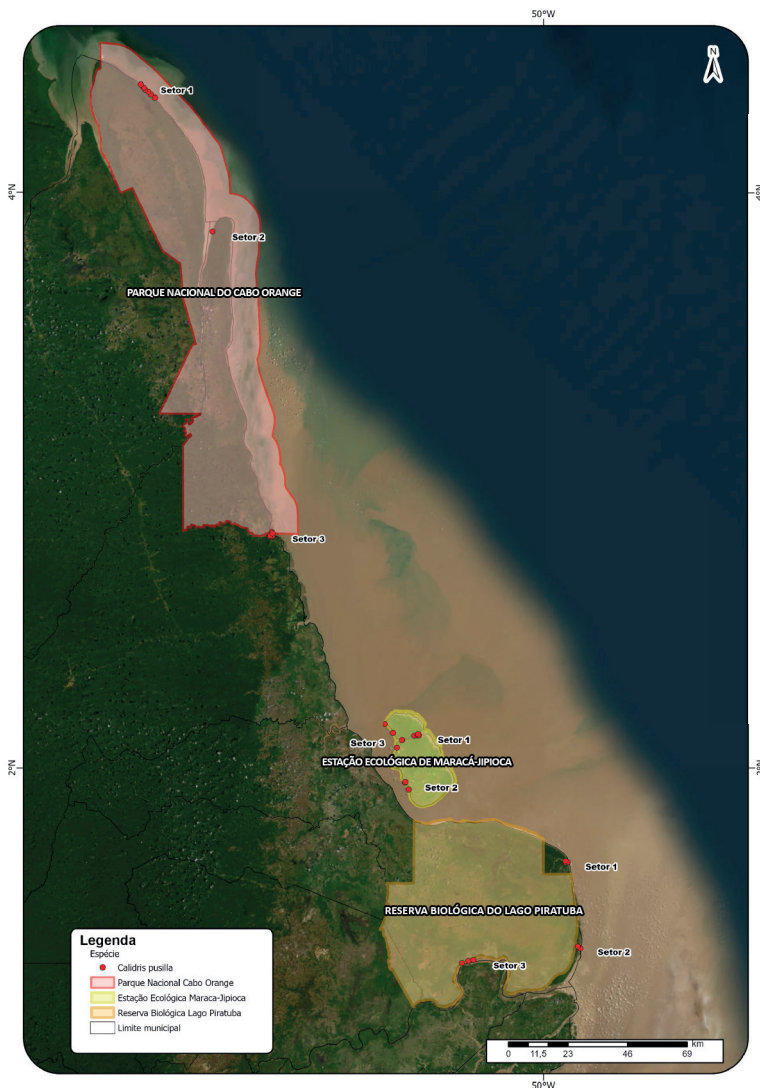 50°W
N
Setor 1
4°N
4°N
Setor 2
PARQUE NACIONAL DO CABO ORANGE
Setor 3
Setor 1
Setor 3
ESTAÇÃO ECOLÓGICA DE MARACÁ-JIPIOCA
2°N
2°N
Setor 2
Setor 1
RESERVA BIOLÓGICA DO LAGO PIRATUBA
Setor 2
Setor 3
Legenda
Espécie
Calidris pusilla
Parque Nacional Cabo Orange
Estação Ecológica Maraca-Jipioca
Reserva Biológica Lago Piratuba
Limite municipal
km
0 11,5 23 46 69
50°W